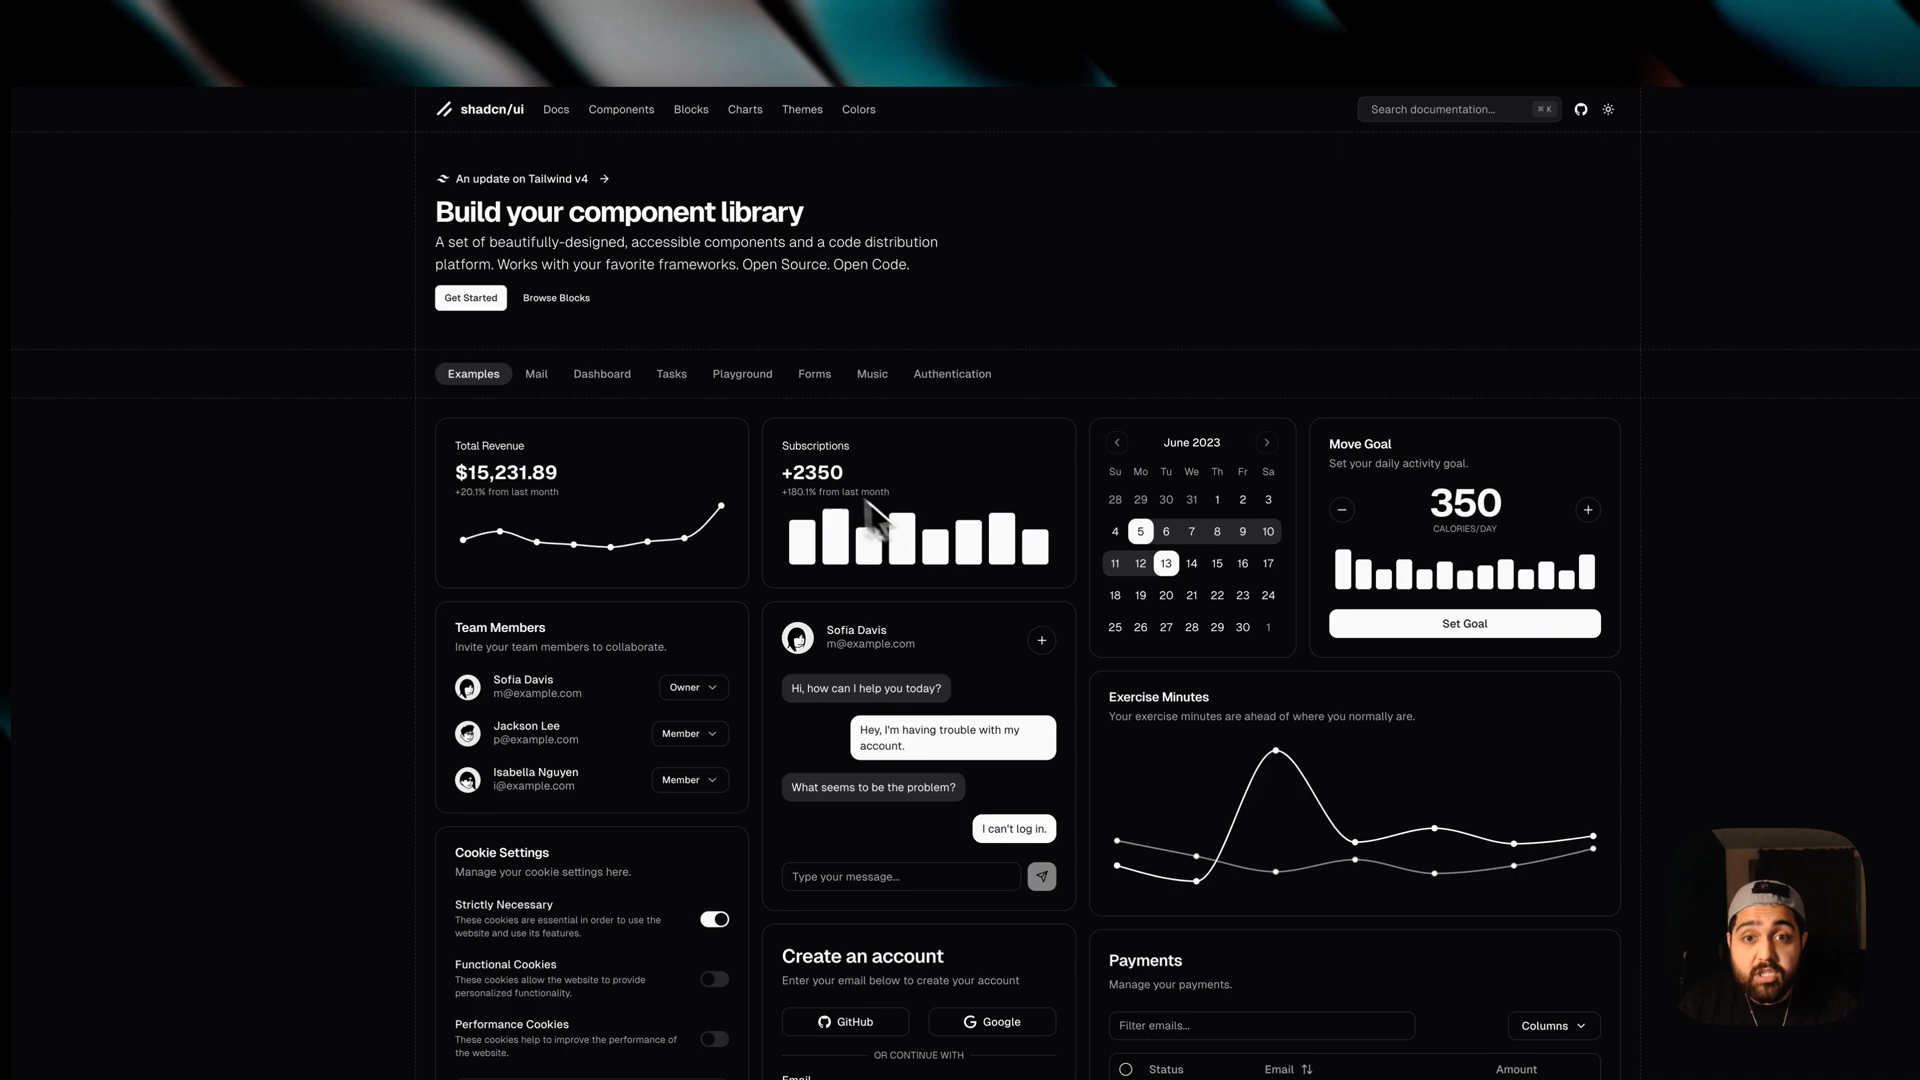 shadcn/ui Docs Components Blocks Charts Themes Colors Search documentation... ⌘ K
An update on Tailwind v4 →
Build your component library
A set of beautifully-designed, accessible components and a code distribution
platform. Works with your favorite frameworks. Open Source. Open Code.
Get Started Browse Blocks
Examples Mail Dashboard Tasks Playground Forms Music Authentication
Total Revenue
$15,231.89
+20.1% from last month
Subscriptions
+2350
+180.1% from last month
June 2023
Su Mo Tu We Th Fr Sa
28 29 30 31 1 2 3
4 5 6 7 8 9 10
11 12 13 14 15 16 17
18 19 20 21 22 23 24
25 26 27 28 29 30 1
Move Goal
Set your daily activity goal.
350
CALORIES/DAY
Set Goal
Team Members
Invite your team members to collaborate.
Sofia Davis
m@example.com
Owner
Jackson Lee
p@example.com
Member
Isabella Nguyen
i@example.com
Member
Sofia Davis
m@example.com
Hi, how can I help you today?
Hey, I'm having trouble with my
account.
What seems to be the problem?
I can't log in.
Type your message...
Exercise Minutes
Your exercise minutes are ahead of where you normally are.
Cookie Settings
Manage your cookie settings here.
Strictly Necessary
These cookies are essential in order to use the
website and use its features.
Functional Cookies
These cookies allow the website to provide
personalized functionality.
Performance Cookies
These cookies help to improve the performance of
the website.
Create an account
Enter your email below to create your account
GitHub
Google
OR CONTINUE WITH
Email
Payments
Manage your payments.
Filter emails...
Columns
Status Email Amount